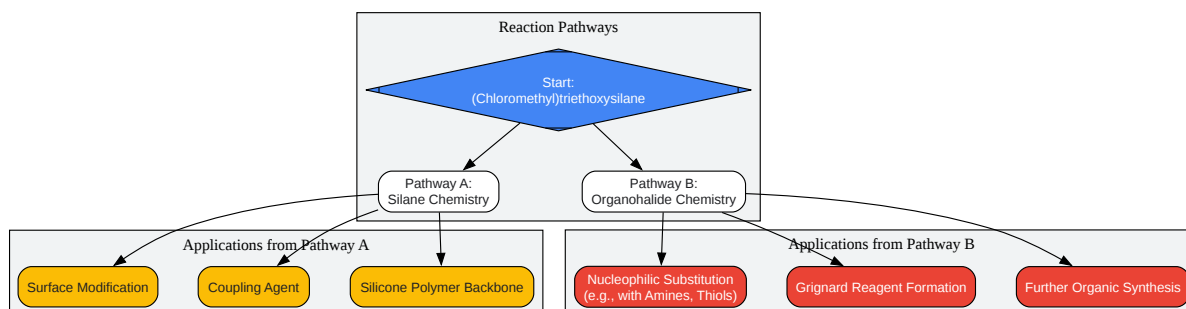 Reaction Pathways
Start:
(Chloromethyl)triethoxysilane
Pathway A:
Silane Chemistry
Pathway B:
Organohalide Chemistry
Applications from Pathway A
Surface Modification
Coupling Agent
Silicone Polymer Backbone
Applications from Pathway B
Nucleophilic Substitution
(e.g., with Amines, Thiols)
Grignard Reagent Formation
Further Organic Synthesis